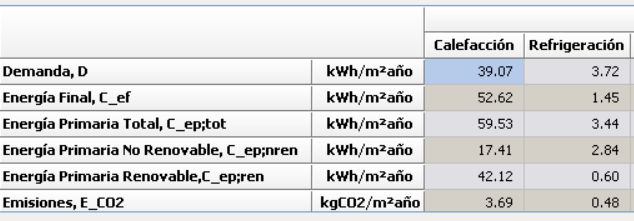 Calefacción Refrigeración
Demanda, D kWh/m²año 39.07 3.72
Energía Final, C_ef kWh/m²año 52.62 1.45
Energía Primaria Total, C_ep;tot kWh/m²año 59.53 3.44
Energía Primaria No Renovable, C_ep;nren kWh/m²año 17.41 2.84
Energía Primaria Renovable,C_ep;ren kWh/m²año 42.12 0.60
Emisiones, E_CO2 kgCO2/m²año 3.69 0.48